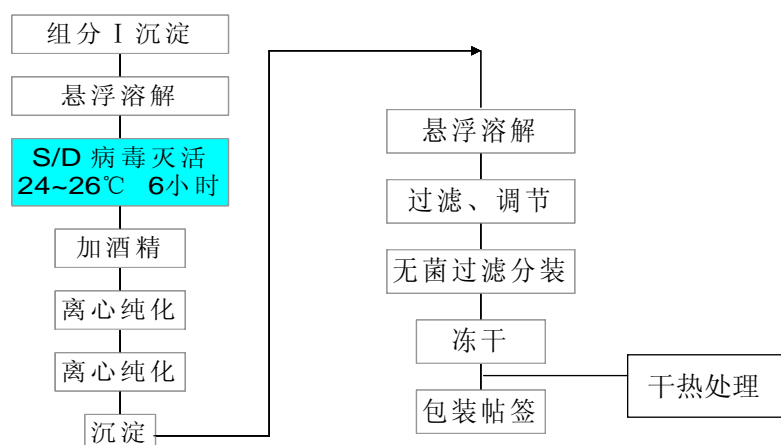 组分Ⅰ沉淀
悬浮溶解
S/D 病毒灭活
24~26℃ 6小时
加酒精
离心纯化
离心纯化
沉淀
悬浮溶解
过滤、调节
无菌过滤分装
冻干
干热处理
包装帖签